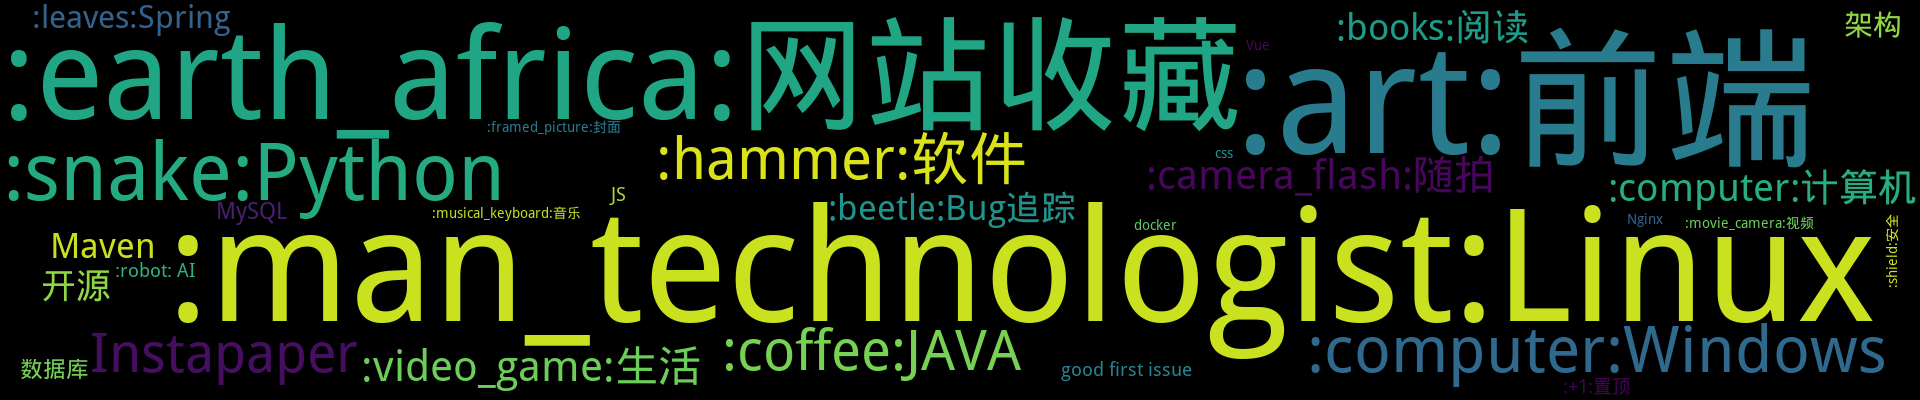 :leaves:Spring
:earth_africa:网站收藏
Vue
:books:阅读
架构
:art:前端
:framed_picture:封面
:snake:Python
:hammer:软件
css
:camera_flash:随拍
:computer:计算机
MySQL
:musical_keyboard:音乐
JS
:beetle:Bug追踪
docker
Nginx
:movie_camera:视频
:shield:安全
Maven
:robot: AI
开源
:man_technologist:Linux
数据库
Instapaper
:video_game:生活
:coffee:JAVA
good first issue
:computer:Windows
:+1:置顶